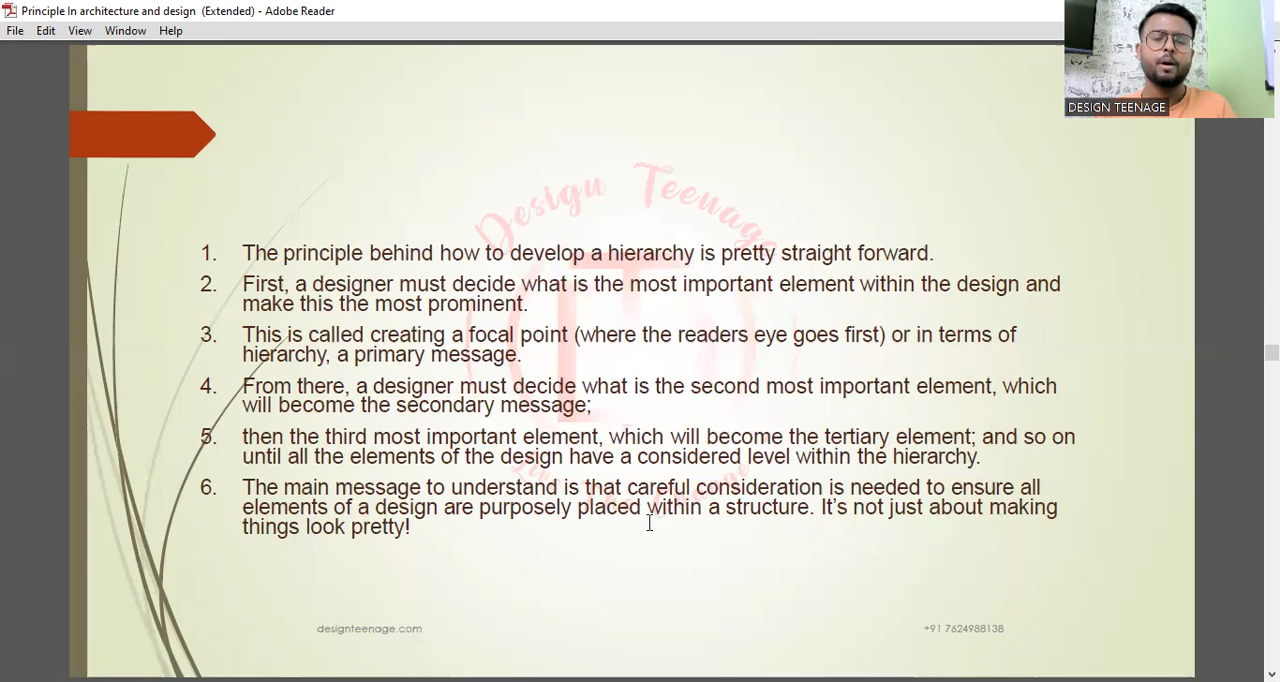 Principle In architecture and design  (Extended) - Adobe Reader
File Edit View Window Help
DESIGN TEENAGE
Design Teenage
1. The principle behind how to develop a hierarchy is pretty straight forward.
2. First, a designer must decide what is the most important element within the design and
make this the most prominent.
3. This is called creating a focal point (where the readers eye goes first) or in terms of
hierarchy, a primary message.
4. From there, a designer must decide what is the second most important element, which
will become the secondary message;
5. then the third most important element, which will become the tertiary element; and so on
until all the elements of the design have a considered level within the hierarchy.
6. The main message to understand is that careful consideration is needed to ensure all
elements of a design are purposely placed within a structure. It’s not just about making
things look pretty!
designteenage.com
+91 7624988138